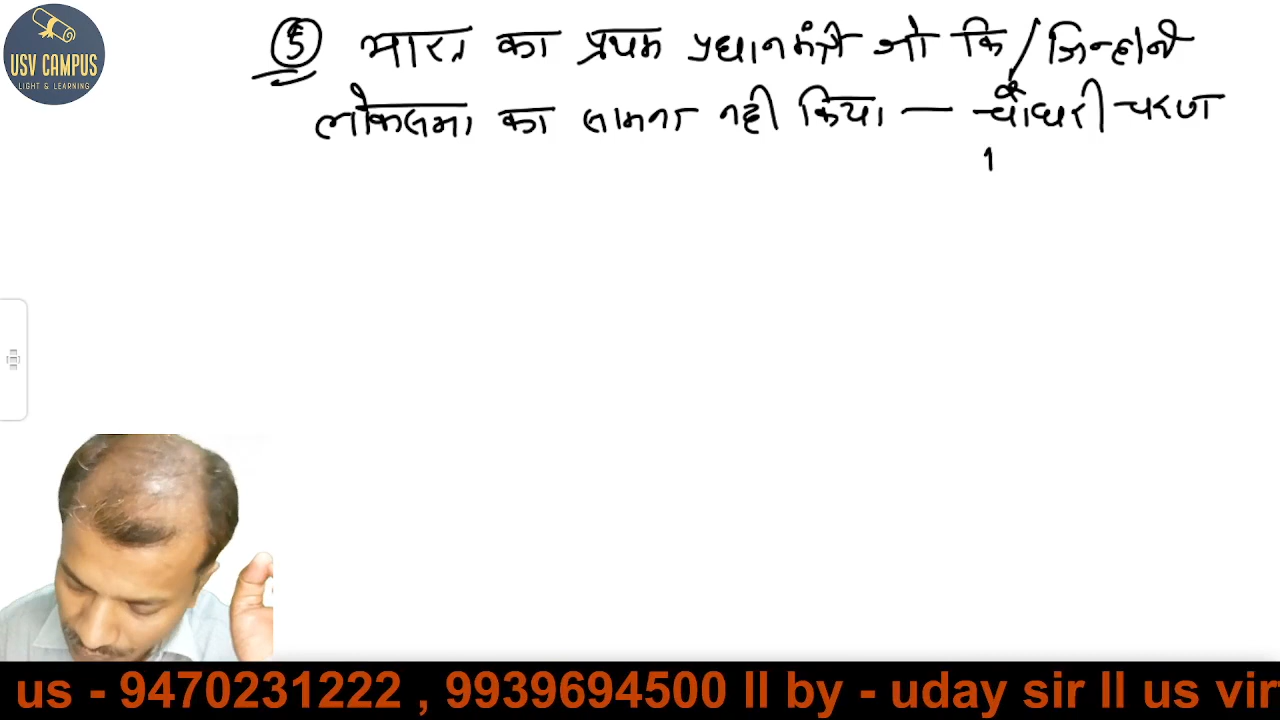 USV CAMPUS
LIGHT & LEARNING
5 भारत का प्रथम प्रधानमंत्री जो कि / जिन्होने
लोकसभा का सामना नही किया — चौधरी चरण
1
us - 9470231222 , 9939694500 ll by - uday sir ll us vir